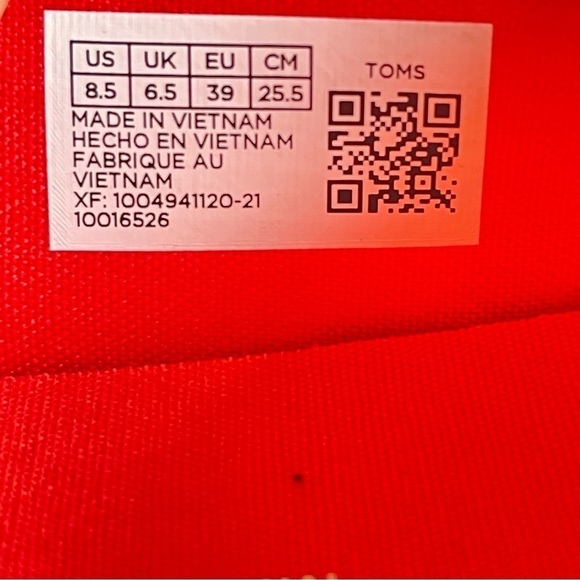 US UK EU CM
8.5 6.5 39 25.5
MADE IN VIETNAM
HECHO EN VIETNAM
FABRIQUE AU
VIETNAM
XF: 1004941120-21
10016526
TOMS